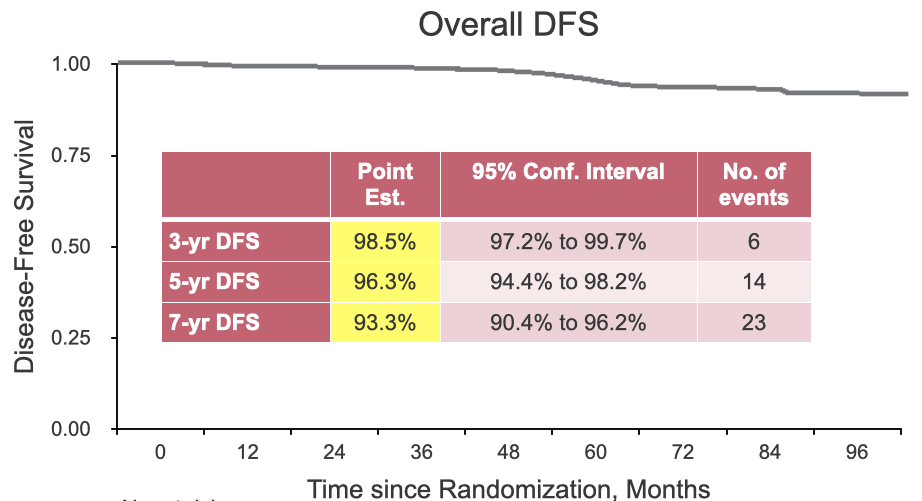 Overall DFS
1.00
0.75
0.50
0.25
0.00
Disease-Free Survival
Point
Est.
95% Conf. Interval
No. of
events
3-yr DFS 98.5% 97.2% to 99.7% 6
5-yr DFS 96.3% 94.4% to 98.2% 14
7-yr DFS 93.3% 90.4% to 96.2% 23
0 12 24 36 48 60 72 84 96
Time since Randomization, Months